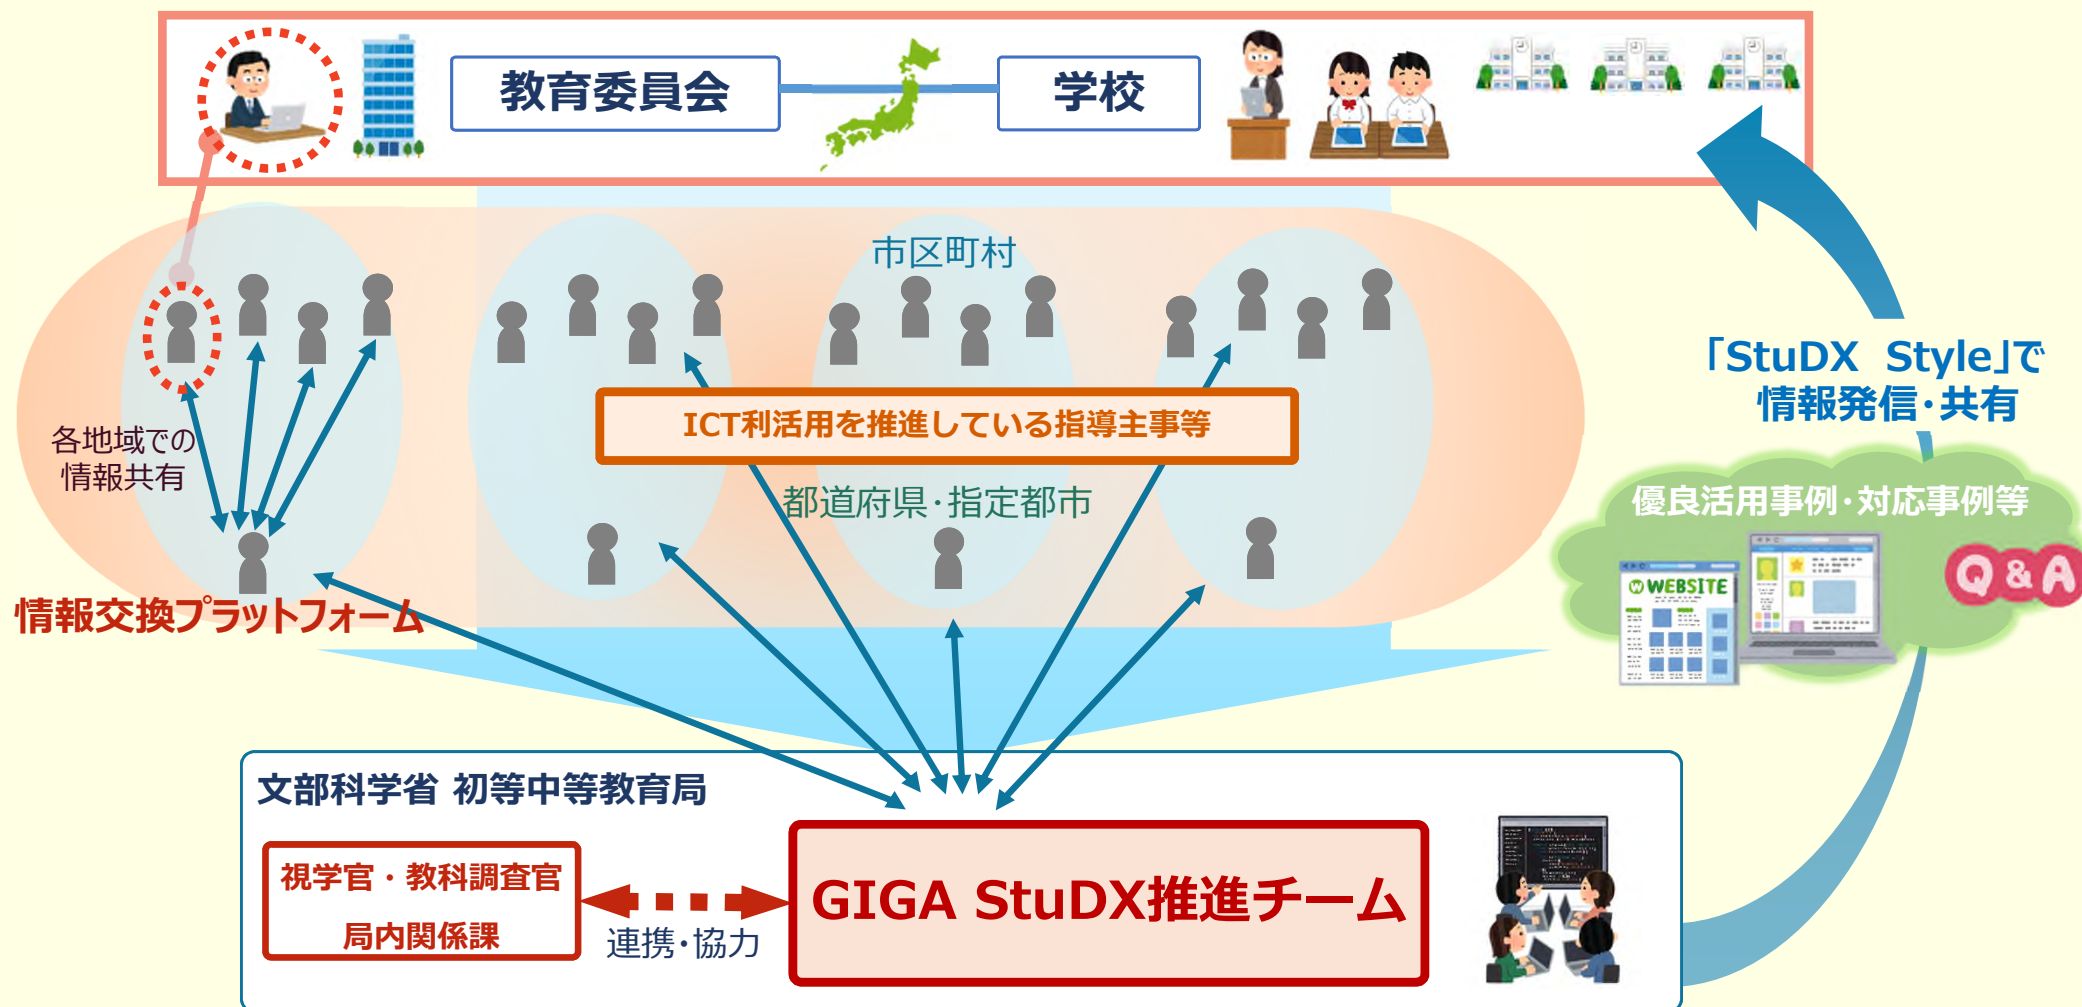 教育委員会
学校
市区町村
ICT利活用を推進している指導主事等
各地域での
情報共有
都道府県・指定都市
情報交換プラットフォーム
「StuDX Style」で
情報発信・共有
優良活用事例・対応事例等
WEBSITE
Q&A
文部科学省 初等中等教育局
視学官・教科調査官
局内関係課
連携・協力
GIGA StuDX推進チーム